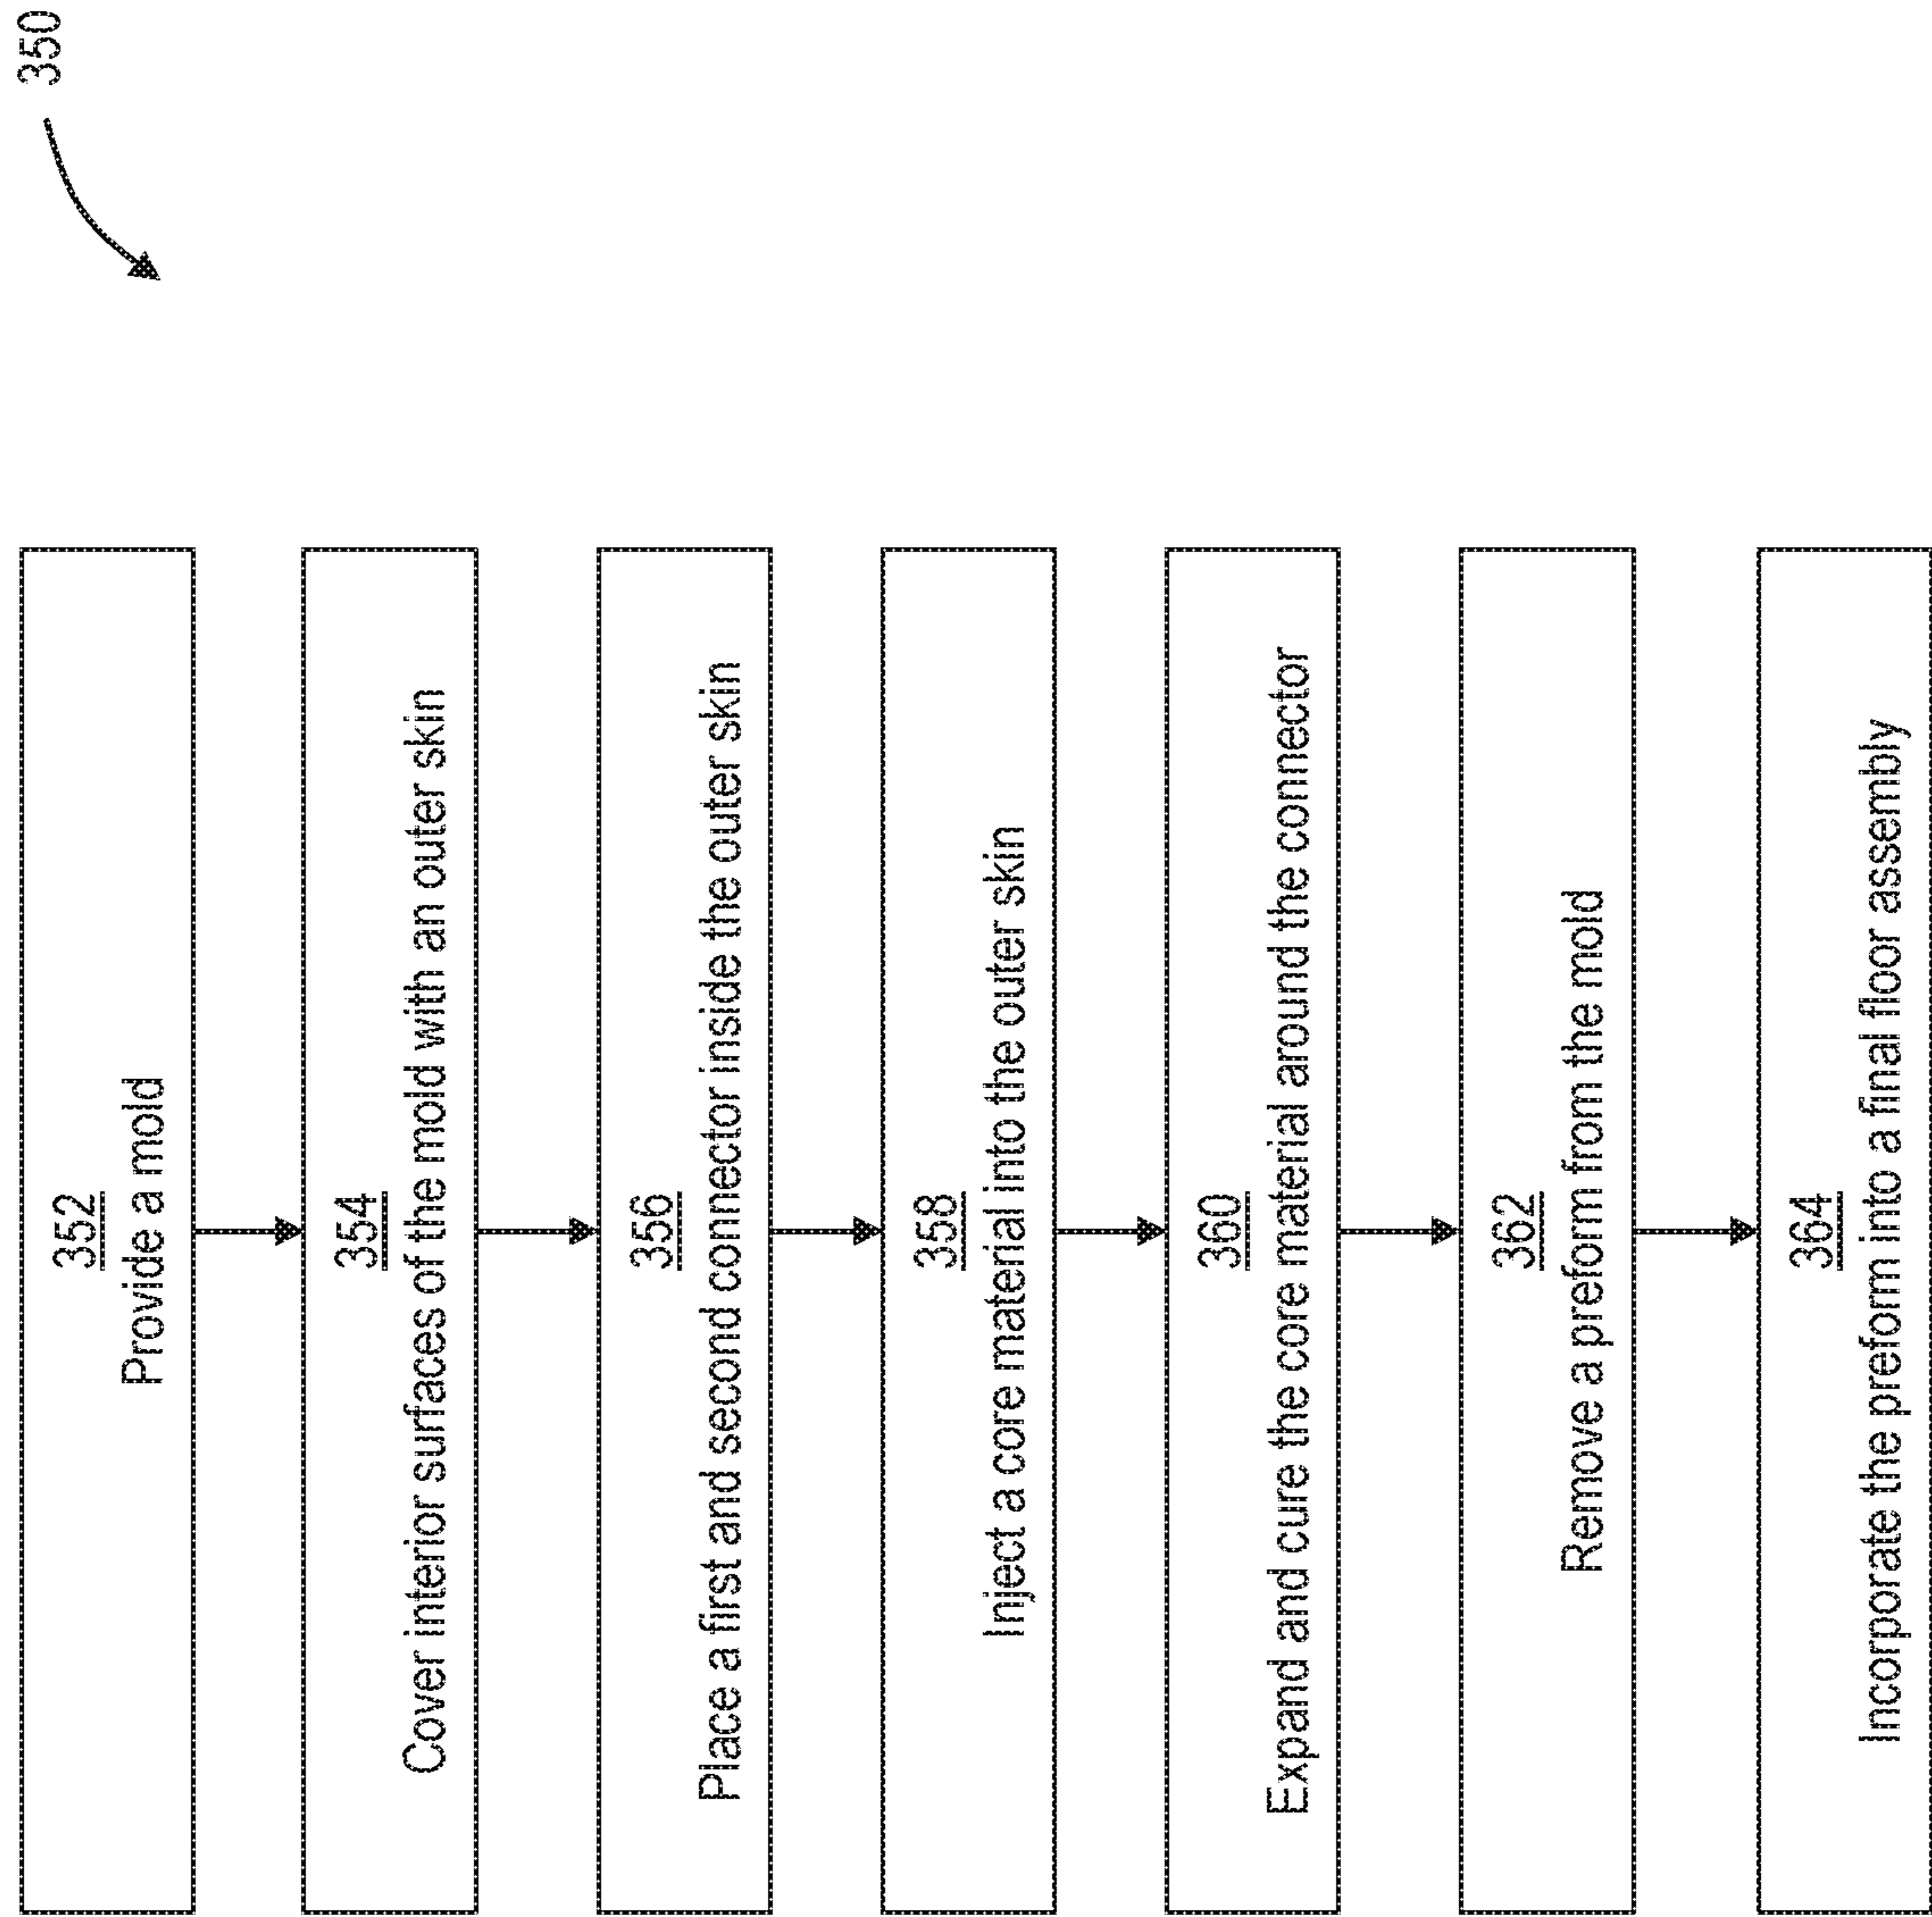 350
352
Provide a mold
354
Cover interior surfaces of the mold with an outer skin
356
Place a first and second connector inside the outer skin
358
Inject a core material into the outer skin
360
Expand and cure the core material around the connector
362
Remove a preform from the mold
364
Incorporate the preform into a final floor assembly